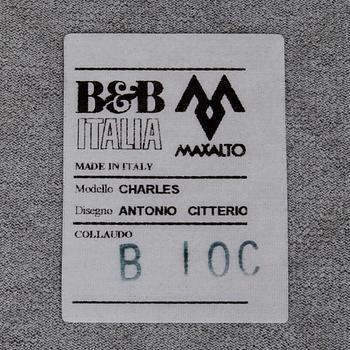 B&B
ITALIA
MAXALTO
MADE IN ITALY
Modello CHARLES
Disegno ANTONIO CITTERIO
COLLAUDO
B 10C